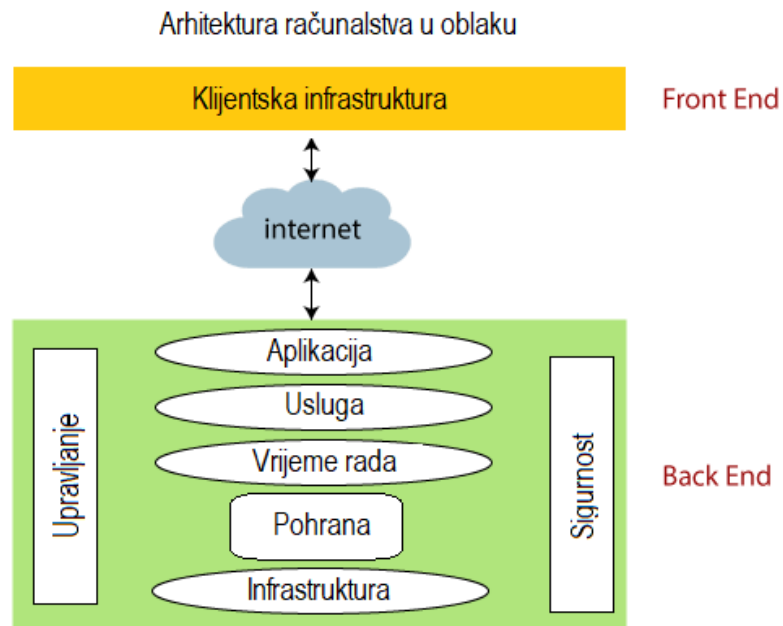 Arhitektura računalstva u oblaku
Klijentska infrastruktura
Front End
internet
Aplikacija
Usluga
Vrijeme rada
Pohrana
Infrastruktura
Upravljanje
Sigurnost
Back End